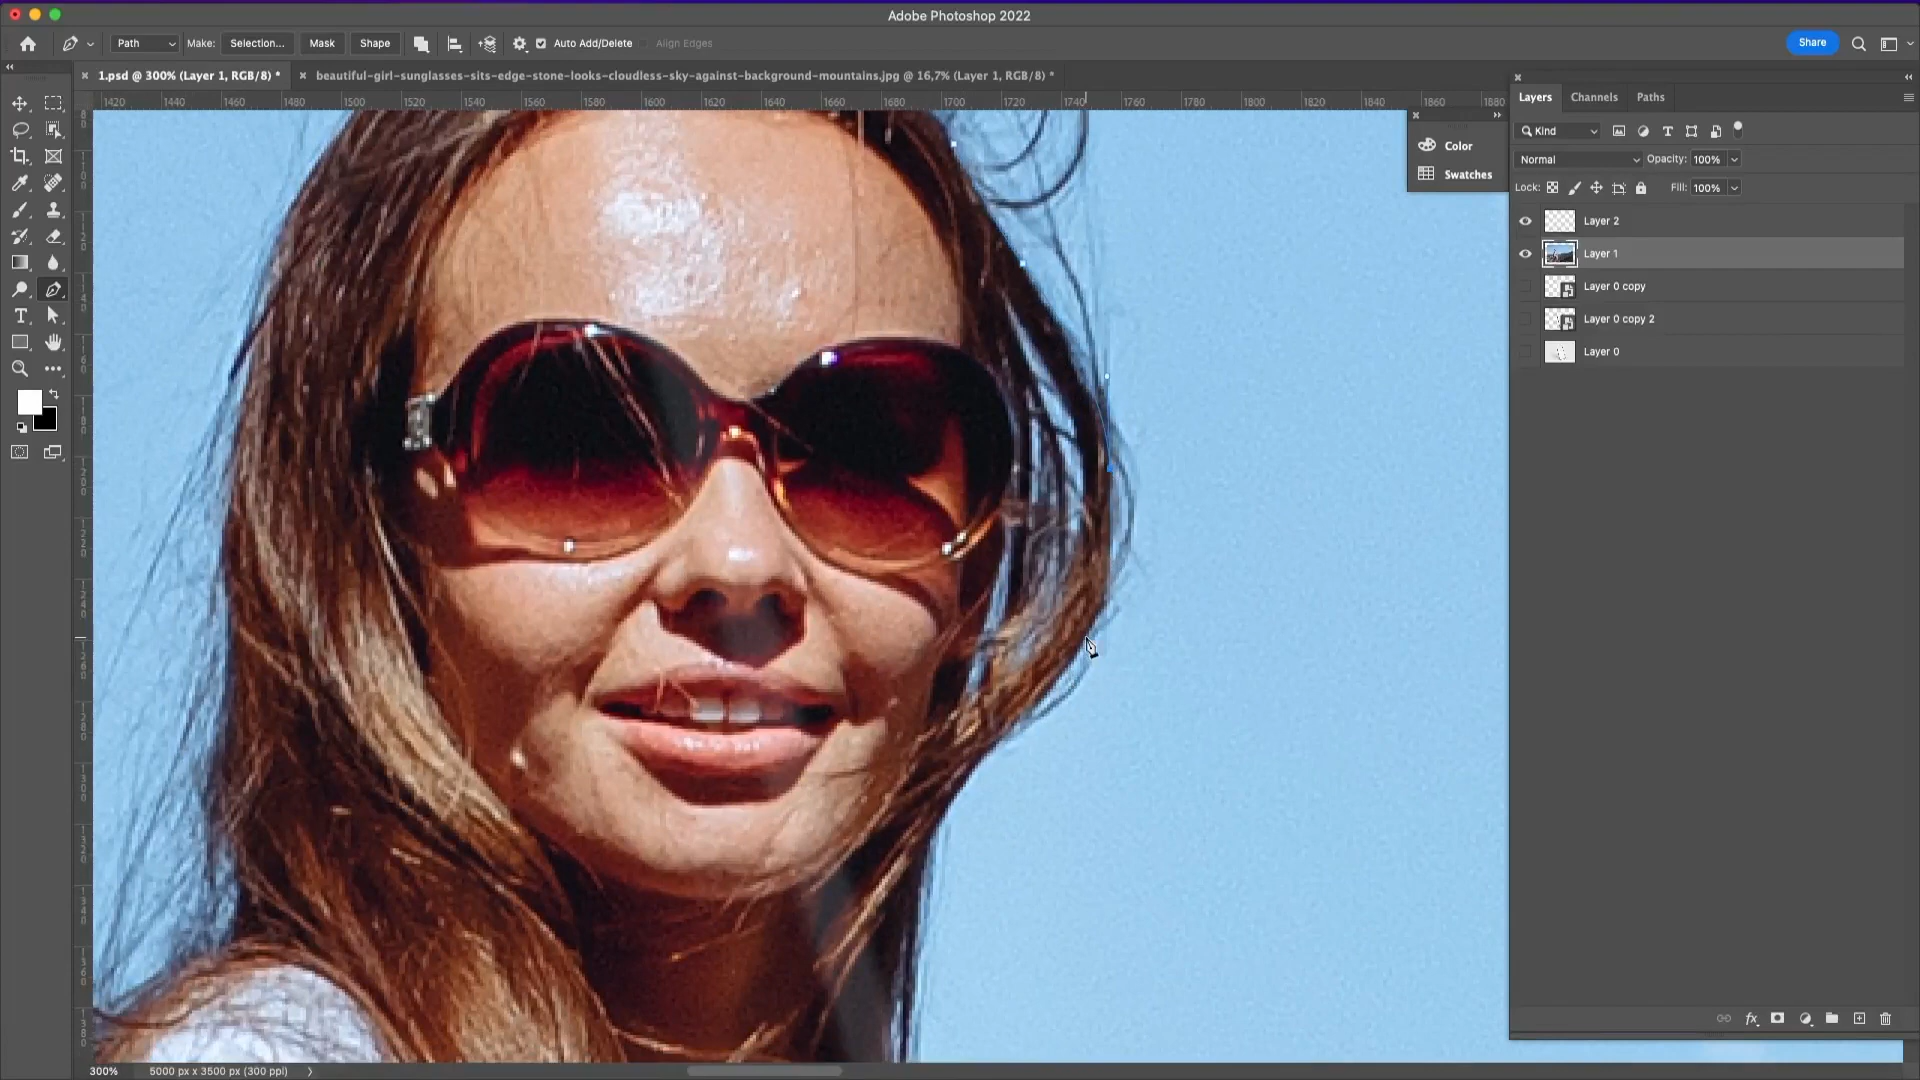 Adobe Photoshop 2022
Path Make: Selection... Mask Shape Auto Add/Delete Align Edges Share
1.psd @ 300% (Layer 1, RGB/8) * beautiful-girl-sunglasses-sits-edge-stone-looks-cloudless-sky-against-background-mountains.jpg @ 16,7% (Layer 1, RGB/8) *
1420 1440 1460 1480 1500 1520 1540 1560 1580 1600 1620 1640 1660 1680 1700 1720 1740 1760 1780 1800 1820 1840 1860 1880
Layers Channels Paths
Kind
Color
Normal Opacity: 100%
Swatches
Lock: Fill: 100%
Layer 2
Layer 1
Layer 0 copy
Layer 0 copy 2
Layer 0
300% 5000 px x 3500 px (300 ppi)